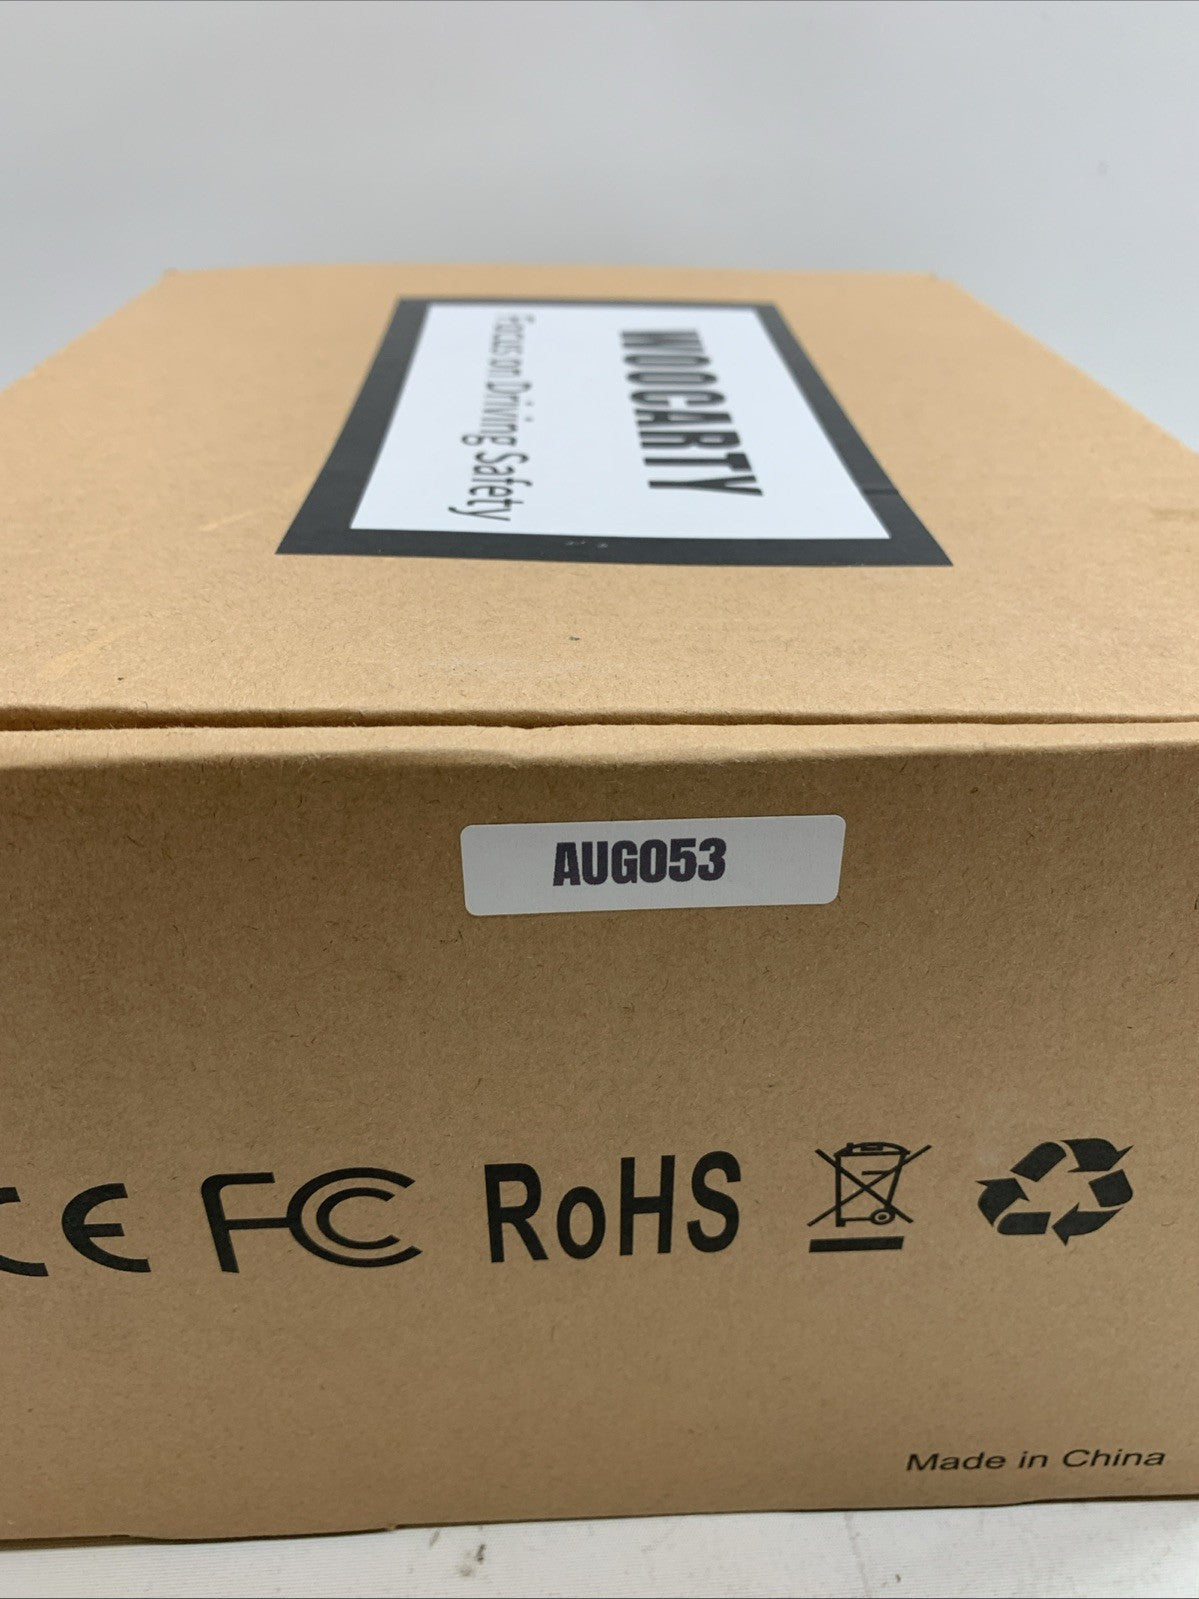 WOOCARTY
Focus on Driving Safety
AUG053
CE FC RoHS
Made in China